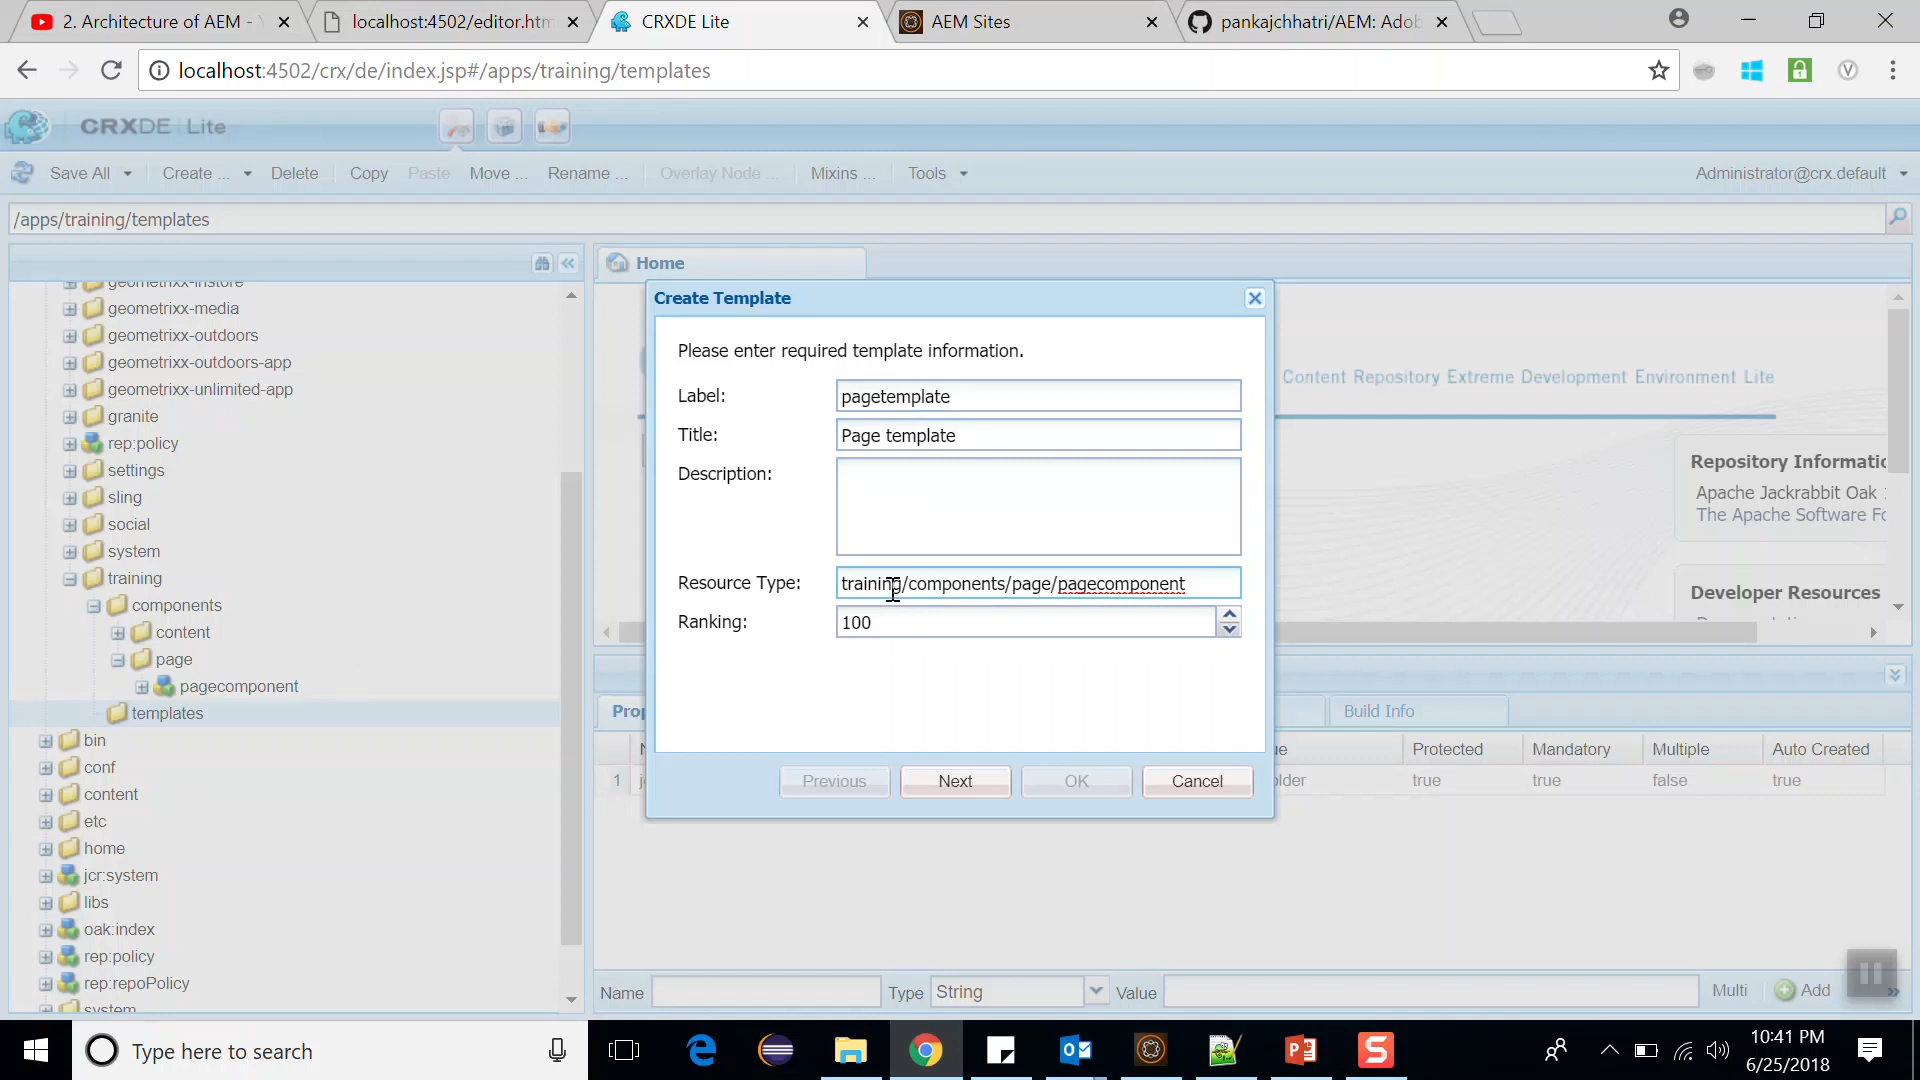 2. Architecture of AEM -
localhost:4502/editor.htm
CRXDE Lite
AEM Sites
pankajchhatri/AEM: Adob
localhost:4502/crx/de/index.jsp#/apps/training/templates
CRXDE | Lite
Save All
Create ...
Delete
Copy
Paste
Move ...
Rename ...
Overlay Node ...
Mixins ...
Tools
Administrator@crx.default
/apps/training/templates
geometrixx-instore
geometrixx-media
geometrixx-outdoors
geometrixx-outdoors-app
geometrixx-unlimited-app
granite
rep:policy
settings
sling
social
system
training
components
content
page
pagecomponent
templates
bin
conf
content
etc
home
jcr:system
libs
oak:index
rep:policy
rep:repoPolicy
system
Home
Content Repository Extreme Development Environment Lite
Repository Informatic
Apache Jackrabbit Oak
The Apache Software Fo
Developer Resources
Create Template
Please enter required template information.
Label: pagetemplate
Title: Page template
Description:
Resource Type: training/components/page/pagecomponent
Ranking: 100
Previous
Next
OK
Cancel
Prop
Build Info
ue
Protected
Mandatory
Multiple
Auto Created
1 j
older
true
true
false
true
Name
Type String
Value
Multi
Add
Type here to search
10:41 PM
6/25/2018